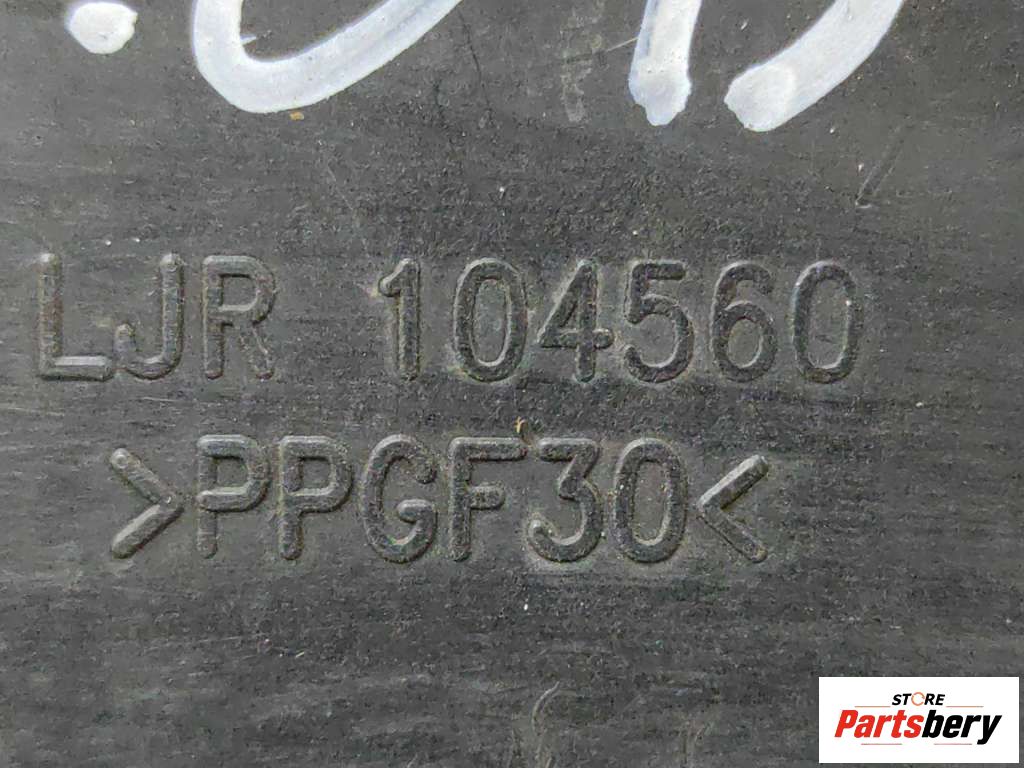 LJR 104560
>PPGF30<
STORE
Partsbery